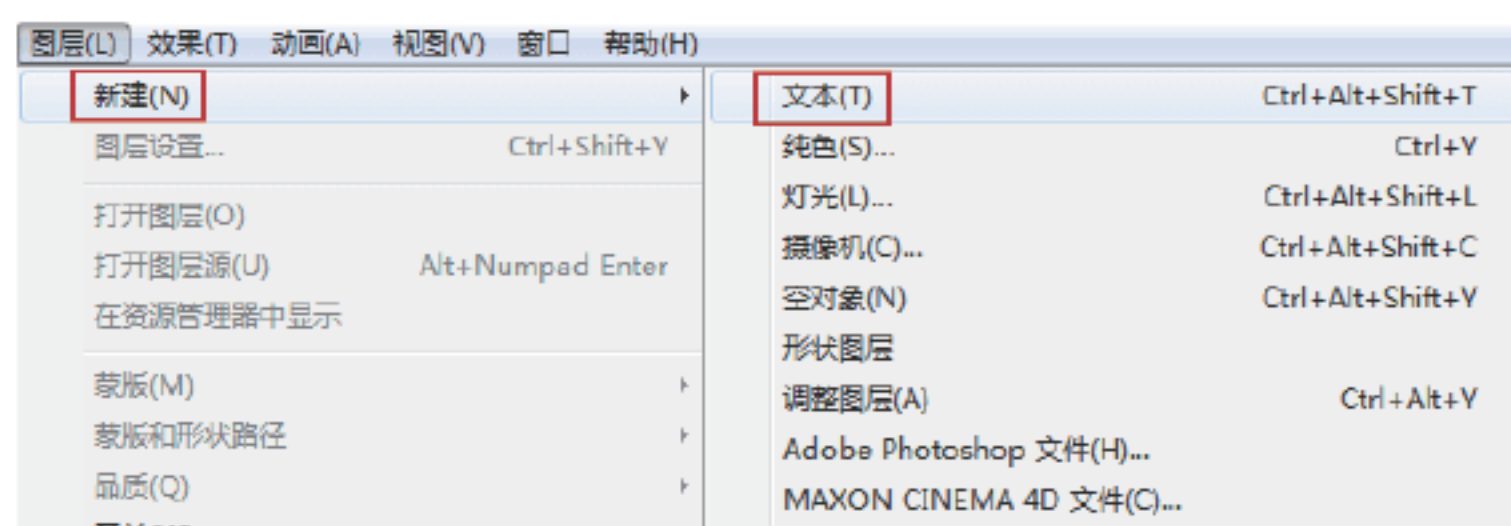 图层(L) 效果(T) 动画(A) 视图(V) 窗口 帮助(H)
新建(N)
图层设置... Ctrl+Shift+Y
打开图层(O)
打开图层源(U) Alt+Numpad Enter
在资源管理器中显示
蒙版(M)
蒙版和形状路径
品质(Q)
文本(T) Ctrl+Alt+Shift+T
纯色(S)... Ctrl+Y
灯光(L)... Ctrl+Alt+Shift+L
摄像机(C)... Ctrl+Alt+Shift+C
空对象(N) Ctrl+Alt+Shift+Y
形状图层
调整图层(A) Ctrl+Alt+Y
Adobe Photoshop 文件(H)...
MAXON CINEMA 4D 文件(C)...